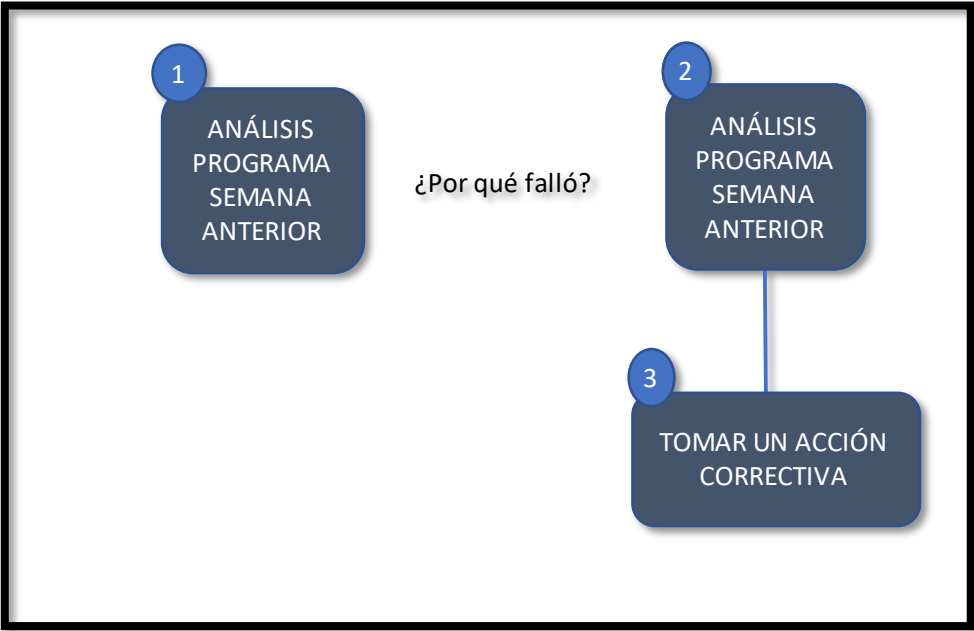 1
ANÁLISIS
PROGRAMA
SEMANA
ANTERIOR
¿Por qué falló?
2
ANÁLISIS
PROGRAMA
SEMANA
ANTERIOR
3
TOMAR UN ACCIÓN
CORRECTIVA